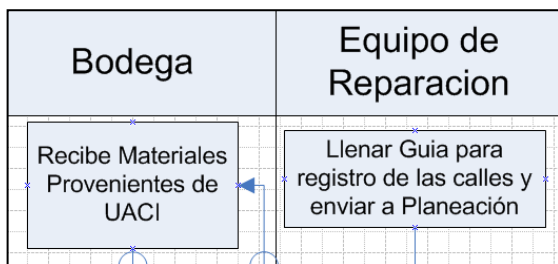 Bodega
Equipo de
Reparacion
Recibe Materiales
Provenientes de
UACI
Llenar Guia para
registro de las calles y
enviar a Planeación